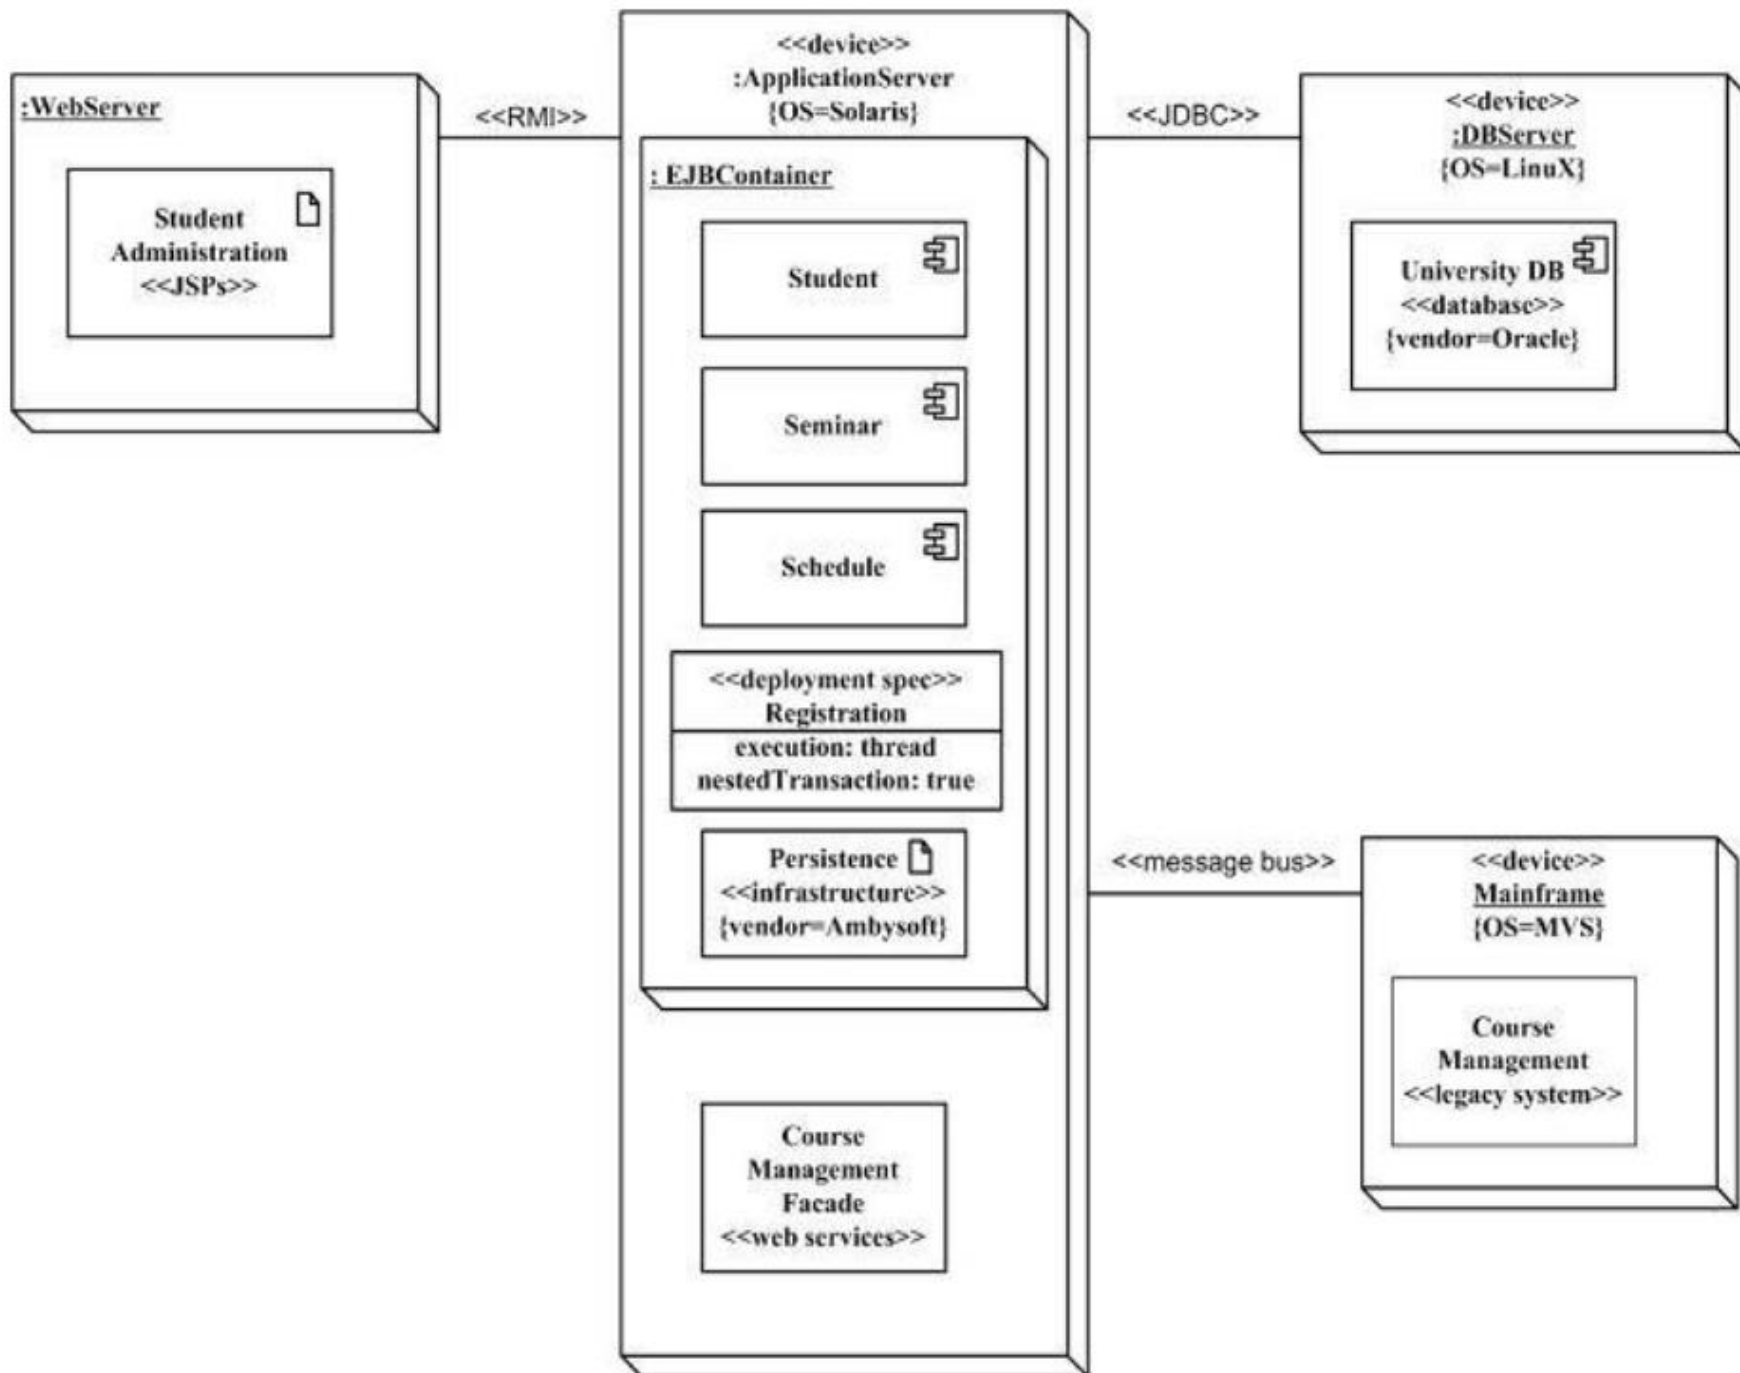 :WebServer
Student
Administration
<<JSPs>>
<<RMI>>
<<device>>
:ApplicationServer
{OS=Solaris}
: EJBContainer
Student
Seminar
Schedule
<<deployment spec>>
Registration
execution: thread
nestedTransaction: true
Persistence
<<infrastructure>>
{vendor=Ambysoft}
Course
Management
Facade
<<web services>>
<<JDBC>>
<<device>>
:DBServer
{OS=LinuX}
University DB
<<database>>
{vendor=Oracle}
<<message bus>>
<<device>>
Mainframe
{OS=MVS}
Course
Management
<<legacy system>>